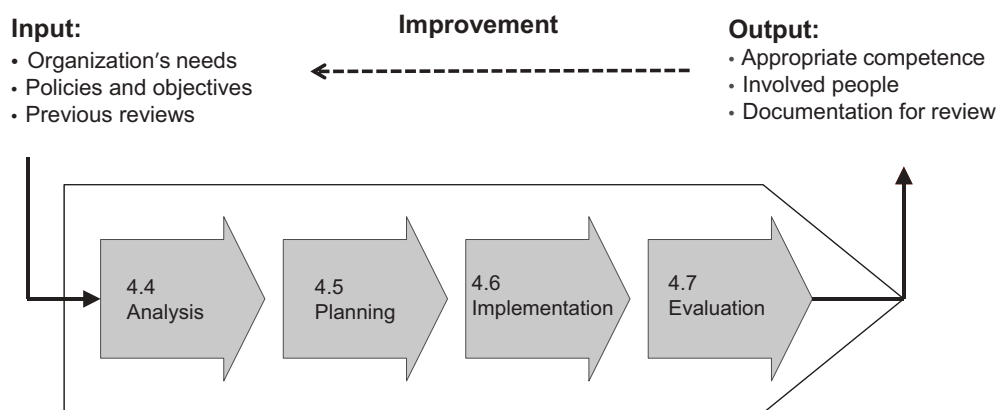 Input:
• Organization's needs
• Policies and objectives
• Previous reviews
Improvement
Output:
• Appropriate competence
• Involved people
• Documentation for review
4.4
Analysis
4.5
Planning
4.6
Implementation
4.7
Evaluation